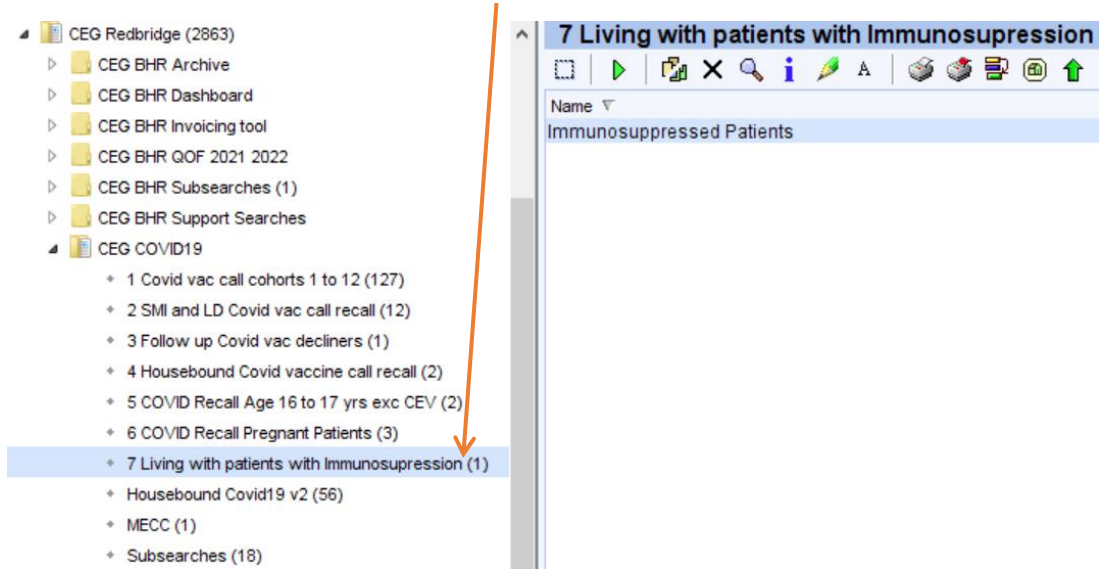 CEG Redbridge (2863)
CEG BHR Archive
CEG BHR Dashboard
CEG BHR Invoicing tool
CEG BHR QOF 2021 2022
CEG BHR Subsearches (1)
CEG BHR Support Searches
CEG COVID19
1 Covid vac call cohorts 1 to 12 (127)
2 SMI and LD Covid vac call recall (12)
3 Follow up Covid vac decliners (1)
4 Housebound Covid vaccine call recall (2)
5 COVID Recall Age 16 to 17 yrs exc CEV (2)
6 COVID Recall Pregnant Patients (3)
7 Living with patients with Immunosupression (1)
Housebound Covid19 v2 (56)
MECC (1)
Subsearches (18)
7 Living with patients with Immunosupression
A
Name
Immunosuppressed Patients